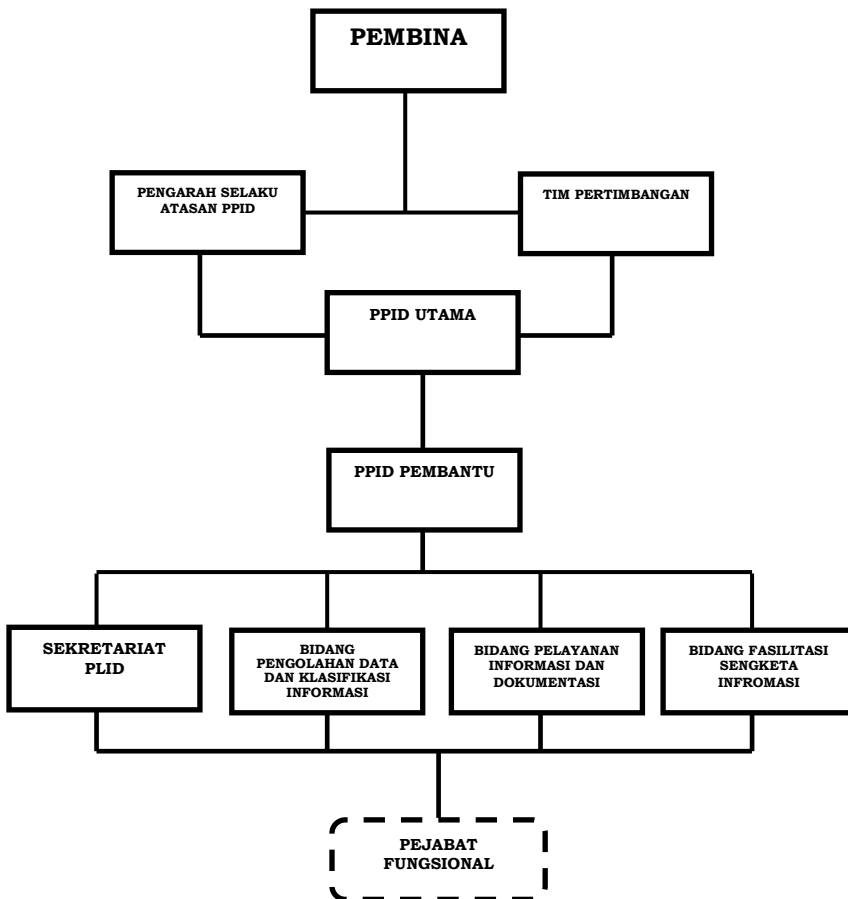 PEMBINA
PENGARAH SELAKU
ATASAN PPID
TIM PERTIMBANGAN
PPID UTAMA
PPID PEMBANTU
SEKRETARIAT
PLID
BIDANG
PENGOLAHAN DATA
DAN KLASIFIKASI
INFORMASI
BIDANG PELAYANAN
INFORMASI DAN
DOKUMENTASI
BIDANG FASILITASI
SENGKETA
INFROMASI
PEJABAT
FUNGSIONAL